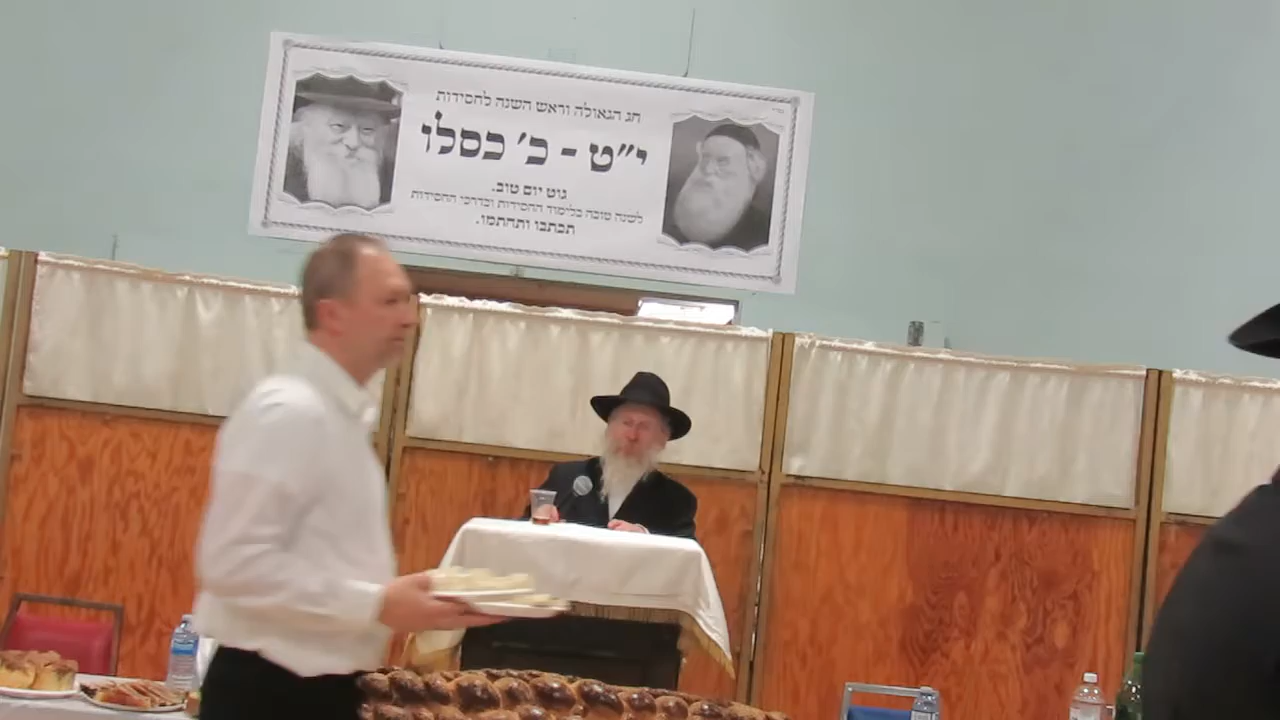 חג הגאולה וראש השנה לחסידות
י"ט - כ' כסלו
גוט יום טוב.
לשנה טובה בלימוד החסידות ובדרכי החסידות
תכתבו ותחתמו.